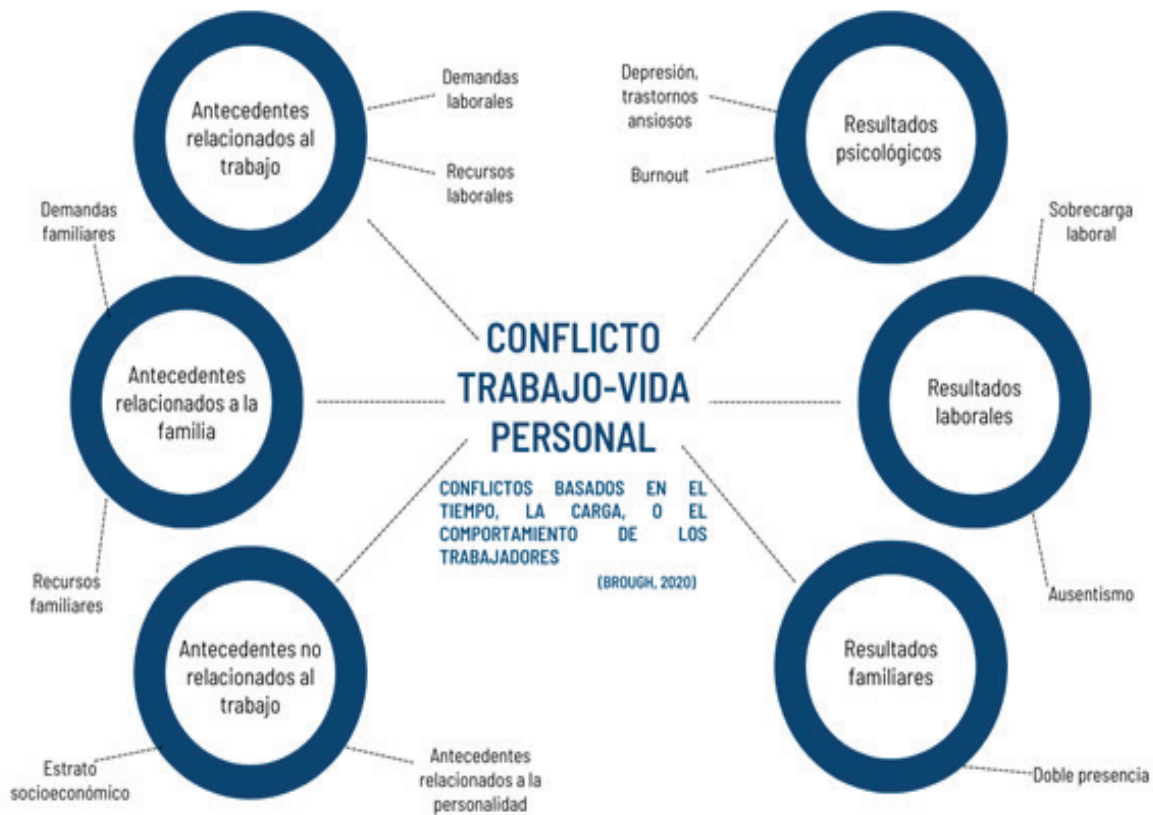 Antecedentes
relacionados al
trabajo
Demandas
laborales
Recursos
laborales
Demandas
familiares
Antecedentes
relacionados a la
familia
Recursos
familiares
Antecedentes no
relacionados al
trabajo
Estrato
socioeconómico
Antecedentes
relacionados a la
personalidad
CONFLICTO
TRABAJO-VIDA
PERSONAL
CONFLICTOS BASADOS EN EL
TIEMPO, LA CARGA, O EL
COMPORTAMIENTO DE LOS
TRABAJADORES
(BROUGH, 2020)
Depresión,
trastornos
ansiosos
Burnout
Resultados
psicológicos
Sobrecarga
laboral
Resultados
laborales
Ausentismo
Resultados
familiares
Doble presencia